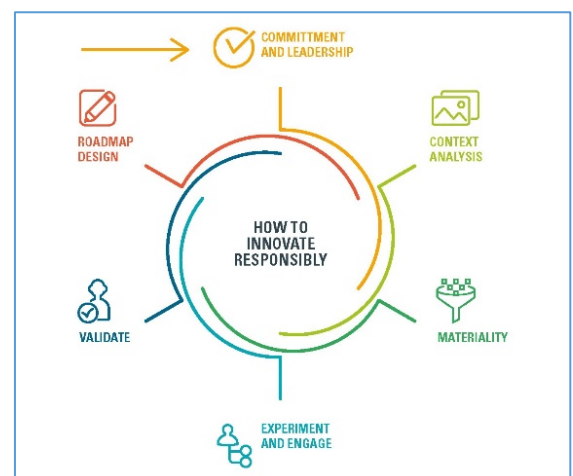 COMMITTMENT
AND LEADERSHIP
CONTEXT
ANALYSIS
MATERIALITY
EXPERIMENT
AND ENGAGE
VALIDATE
ROADMAP
DESIGN
HOW TO
INNOVATE
RESPONSIBLY